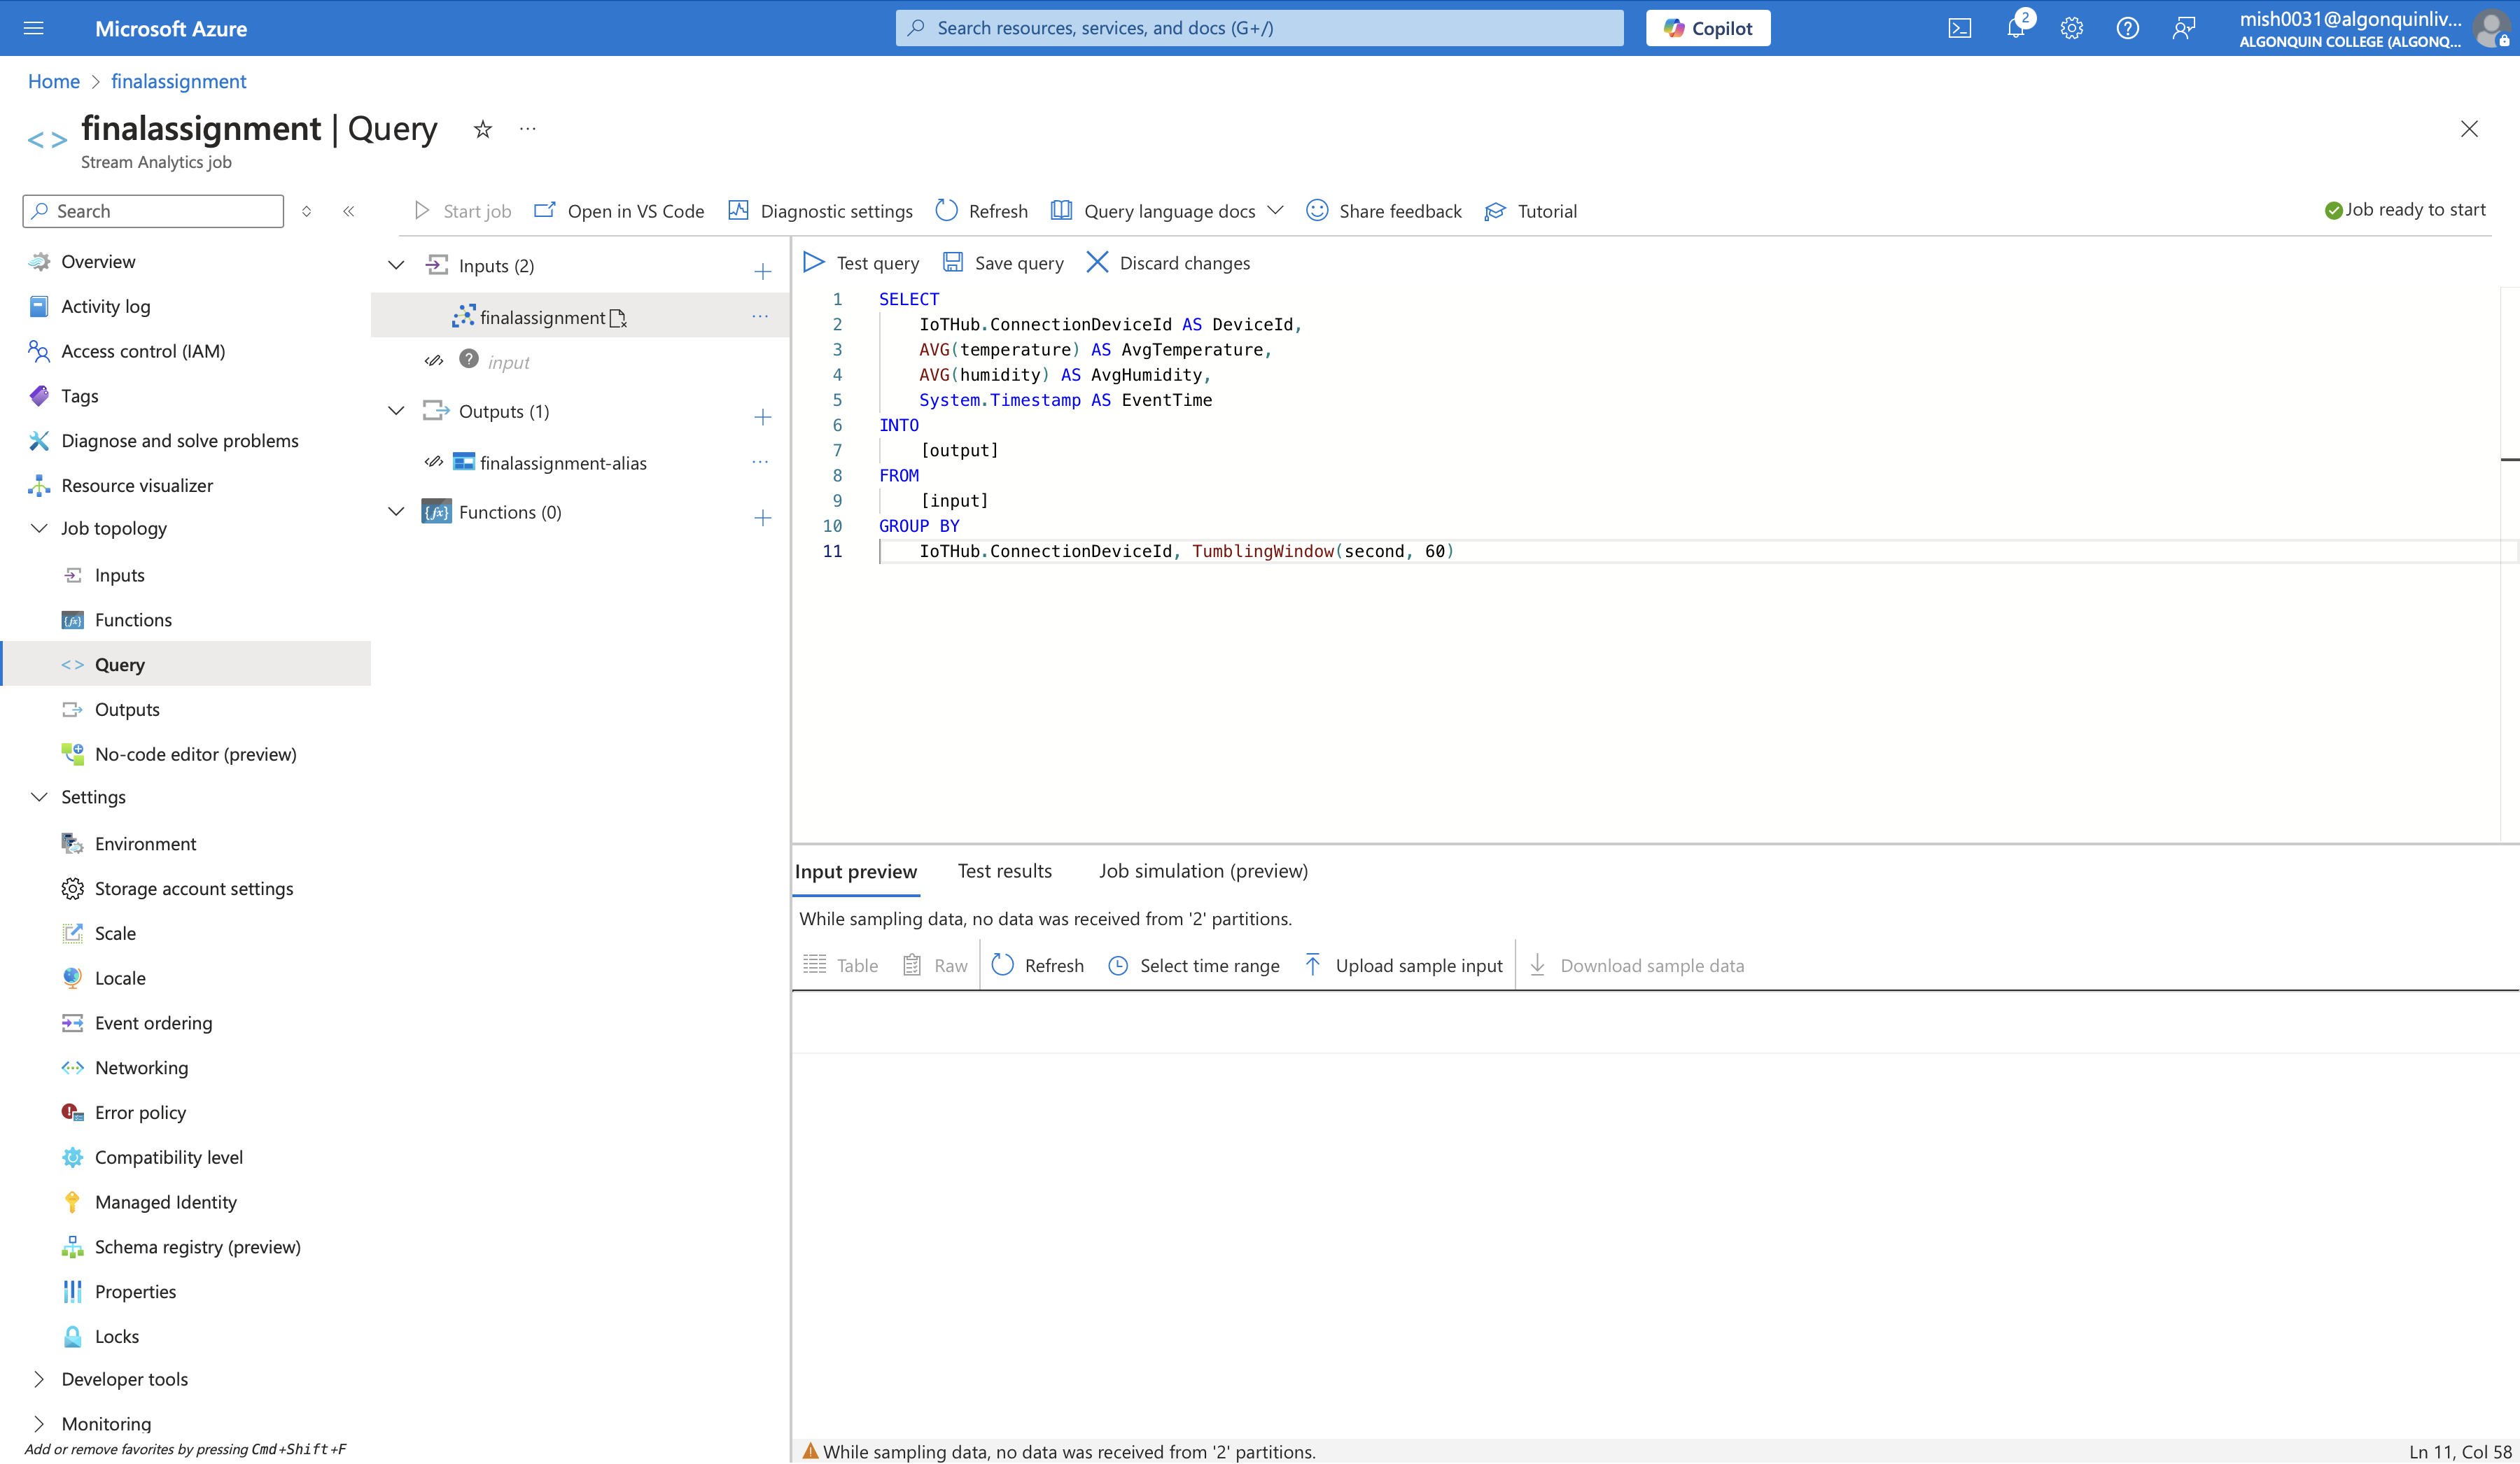 Microsoft Azure
Search resources, services, and docs (G+/)
Copilot
2
mish0031@algonquinliv...
ALGONQUIN COLLEGE (ALGONQ...
Home > finalassignment
finalassignment | Query
Stream Analytics job
Search
Start job
Open in VS Code
Diagnostic settings
Refresh
Query language docs
Share feedback
Tutorial
Job ready to start
Overview
Activity log
Access control (IAM)
Tags
Diagnose and solve problems
Resource visualizer
Job topology
Inputs
Functions
Query
Outputs
No-code editor (preview)
Settings
Environment
Storage account settings
Scale
Locale
Event ordering
Networking
Error policy
Compatibility level
Managed Identity
Schema registry (preview)
Properties
Locks
Developer tools
Monitoring
Add or remove favorites by pressing Cmd+Shift+F
Inputs (2)
finalassignment
input
Outputs (1)
finalassignment-alias
Functions (0)
Test query
Save query
Discard changes
1 SELECT
2 IoTHub.ConnectionDeviceId AS DeviceId,
3 AVG(temperature) AS AvgTemperature,
4 AVG(humidity) AS AvgHumidity,
5 System.Timestamp AS EventTime
6 INTO
7 [output]
8 FROM
9 [input]
10 GROUP BY
11 IoTHub.ConnectionDeviceId, TumblingWindow(second, 60)
Input preview
Test results
Job simulation (preview)
While sampling data, no data was received from '2' partitions.
Table
Raw
Refresh
Select time range
Upload sample input
Download sample data
While sampling data, no data was received from '2' partitions.
Ln 11, Col 58